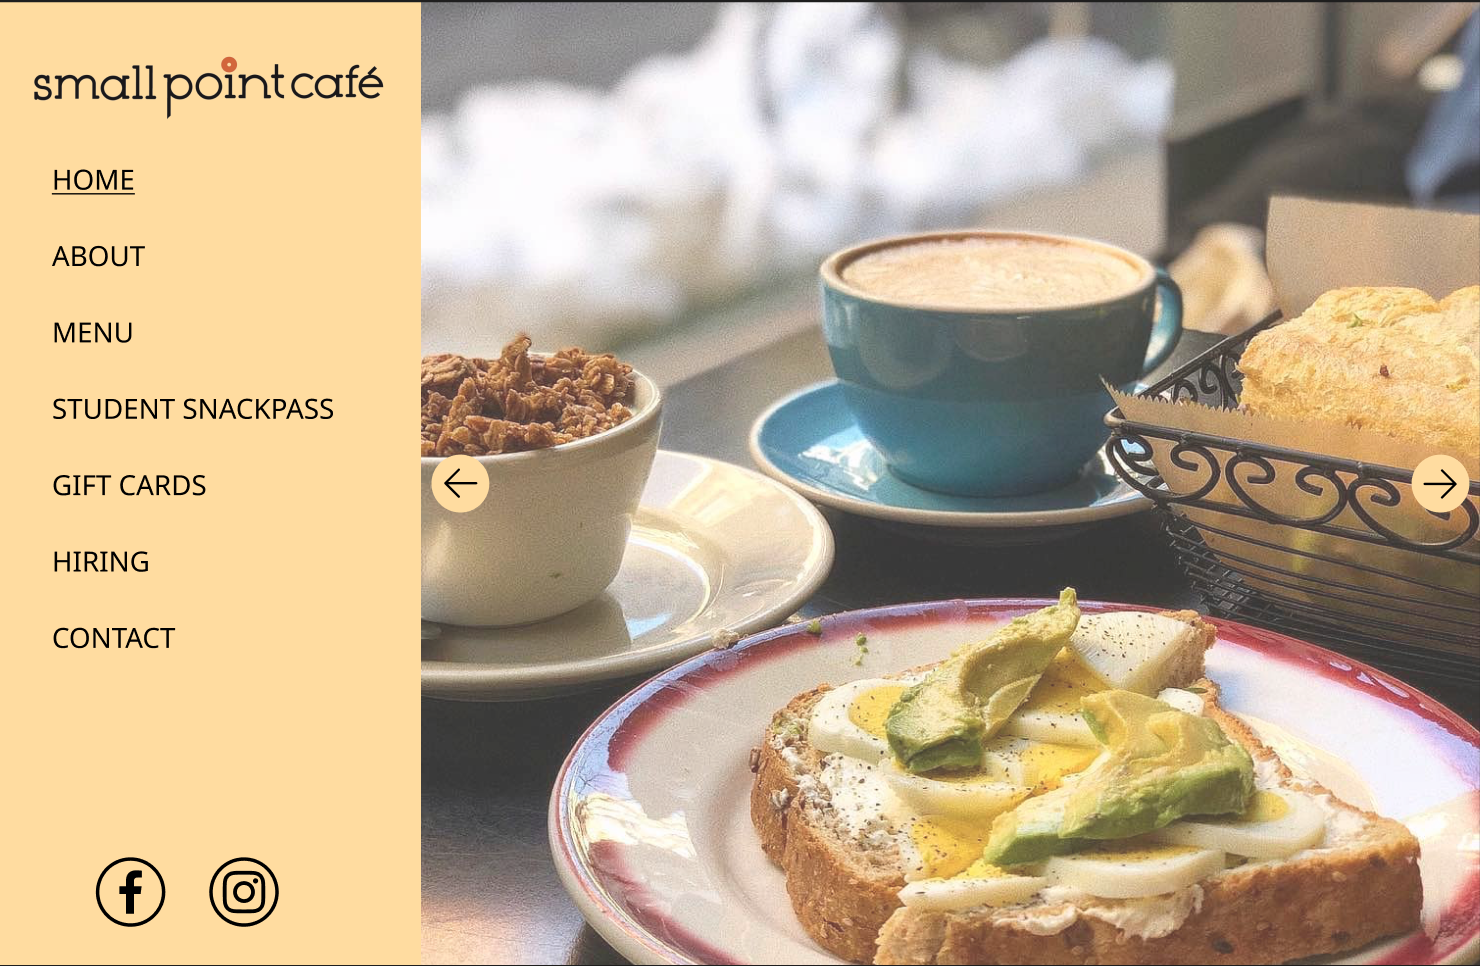 small point café
HOME
ABOUT
MENU
STUDENT SNACKPASS
GIFT CARDS
HIRING
CONTACT